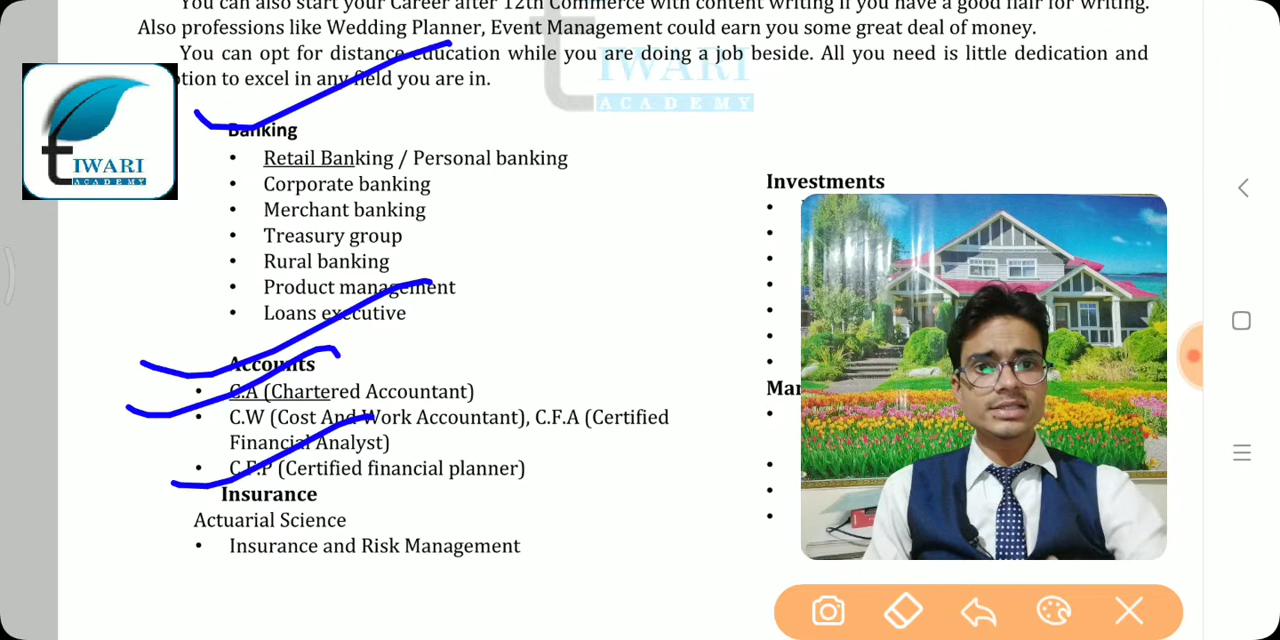 You can also start your Career after 12th Commerce with content writing if you have a good flair for writing.
Also professions like Wedding Planner, Event Management could earn you some great deal of money.
You can opt for distance education while you are doing a job beside. All you need is little dedication and
to excel in any field you are in.
TIWARI
ACADEMY
tIWARI
ACADEMY
Banking
• Retail Banking / Personal banking
• Corporate banking
• Merchant banking
• Treasury group
• Rural banking
• Product management
• Loans executive
Accounts
• C.A (Chartered Accountant)
• C.W (Cost And Work Accountant), C.F.A (Certified
Financial Analyst)
• C.F.P (Certified financial planner)
Insurance
Actuarial Science
• Insurance and Risk Management
Investments